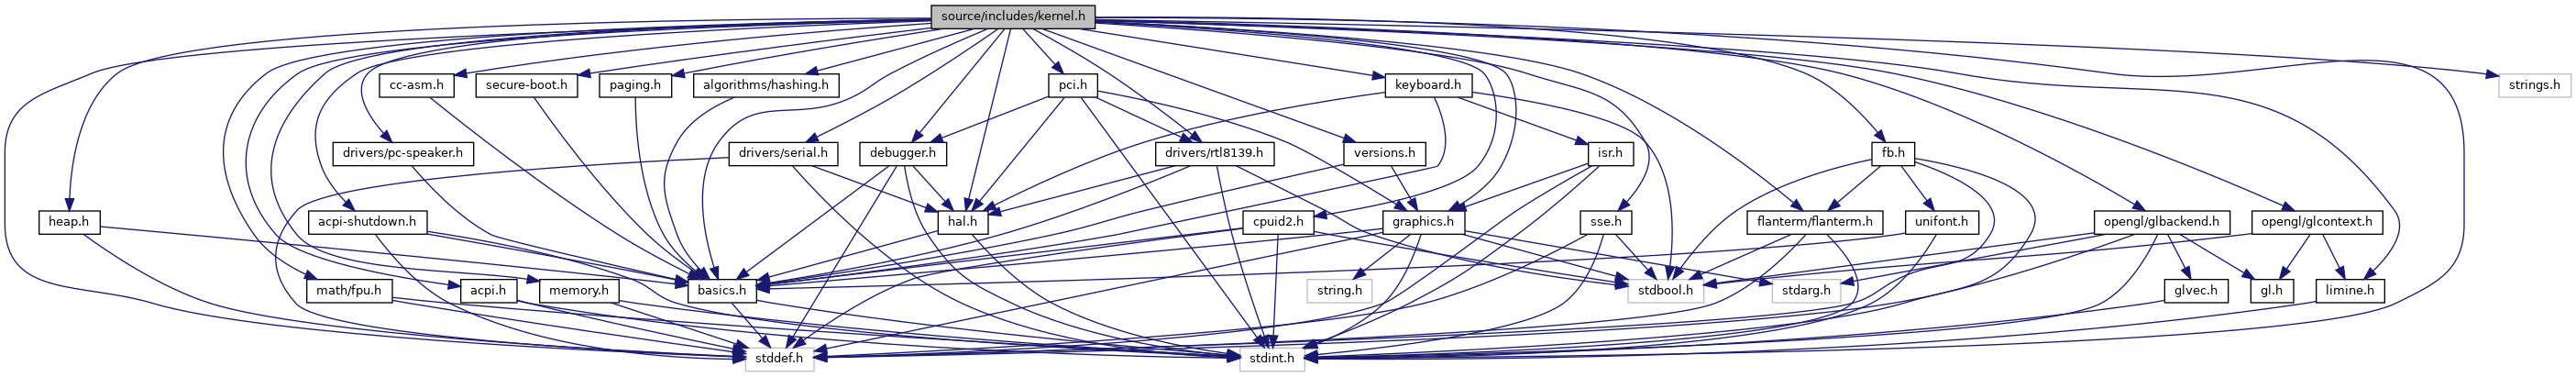 source/includes/kernel.h
cc-asm.h
secure-boot.h
paging.h
algorithms/hashing.h
pci.h
keyboard.h
strings.h
drivers/pc-speaker.h
drivers/serial.h
debugger.h
drivers/rtl8139.h
versions.h
isr.h
fb.h
heap.h
acpi-shutdown.h
hal.h
cpuid2.h
graphics.h
sse.h
flanterm/flanterm.h
unifont.h
opengl/glbackend.h
opengl/glcontext.h
math/fpu.h
acpi.h
memory.h
basics.h
string.h
stdbool.h
stdarg.h
glvec.h
gl.h
limine.h
stddef.h
stdint.h